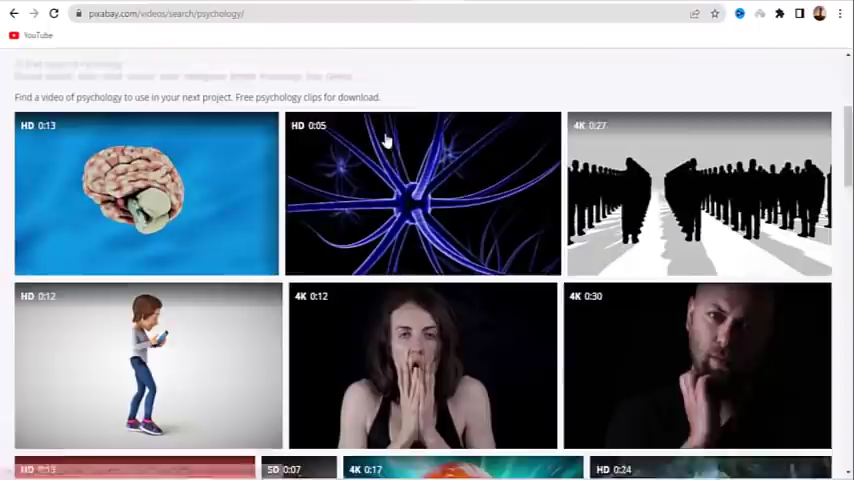 pixabay.com/videos/search/psychology/
YouTube
Find a video of psychology to use in your next project. Free psychology clips for download.
HD 0:13
HD 0:05
4K 0:27
HD 0:12
4K 0:12
4K 0:30
SD 0:07
4K 0:17
HD 0:24